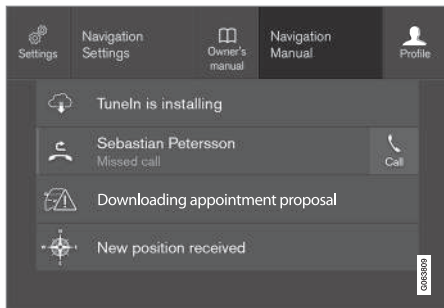 Settings
Navigation
Settings
Owner's
manual
Navigation
Manual
Profile
TuneIn is installing
Sebastian Petersson
Missed call
Call
Downloading appointment proposal
New position received
G063809